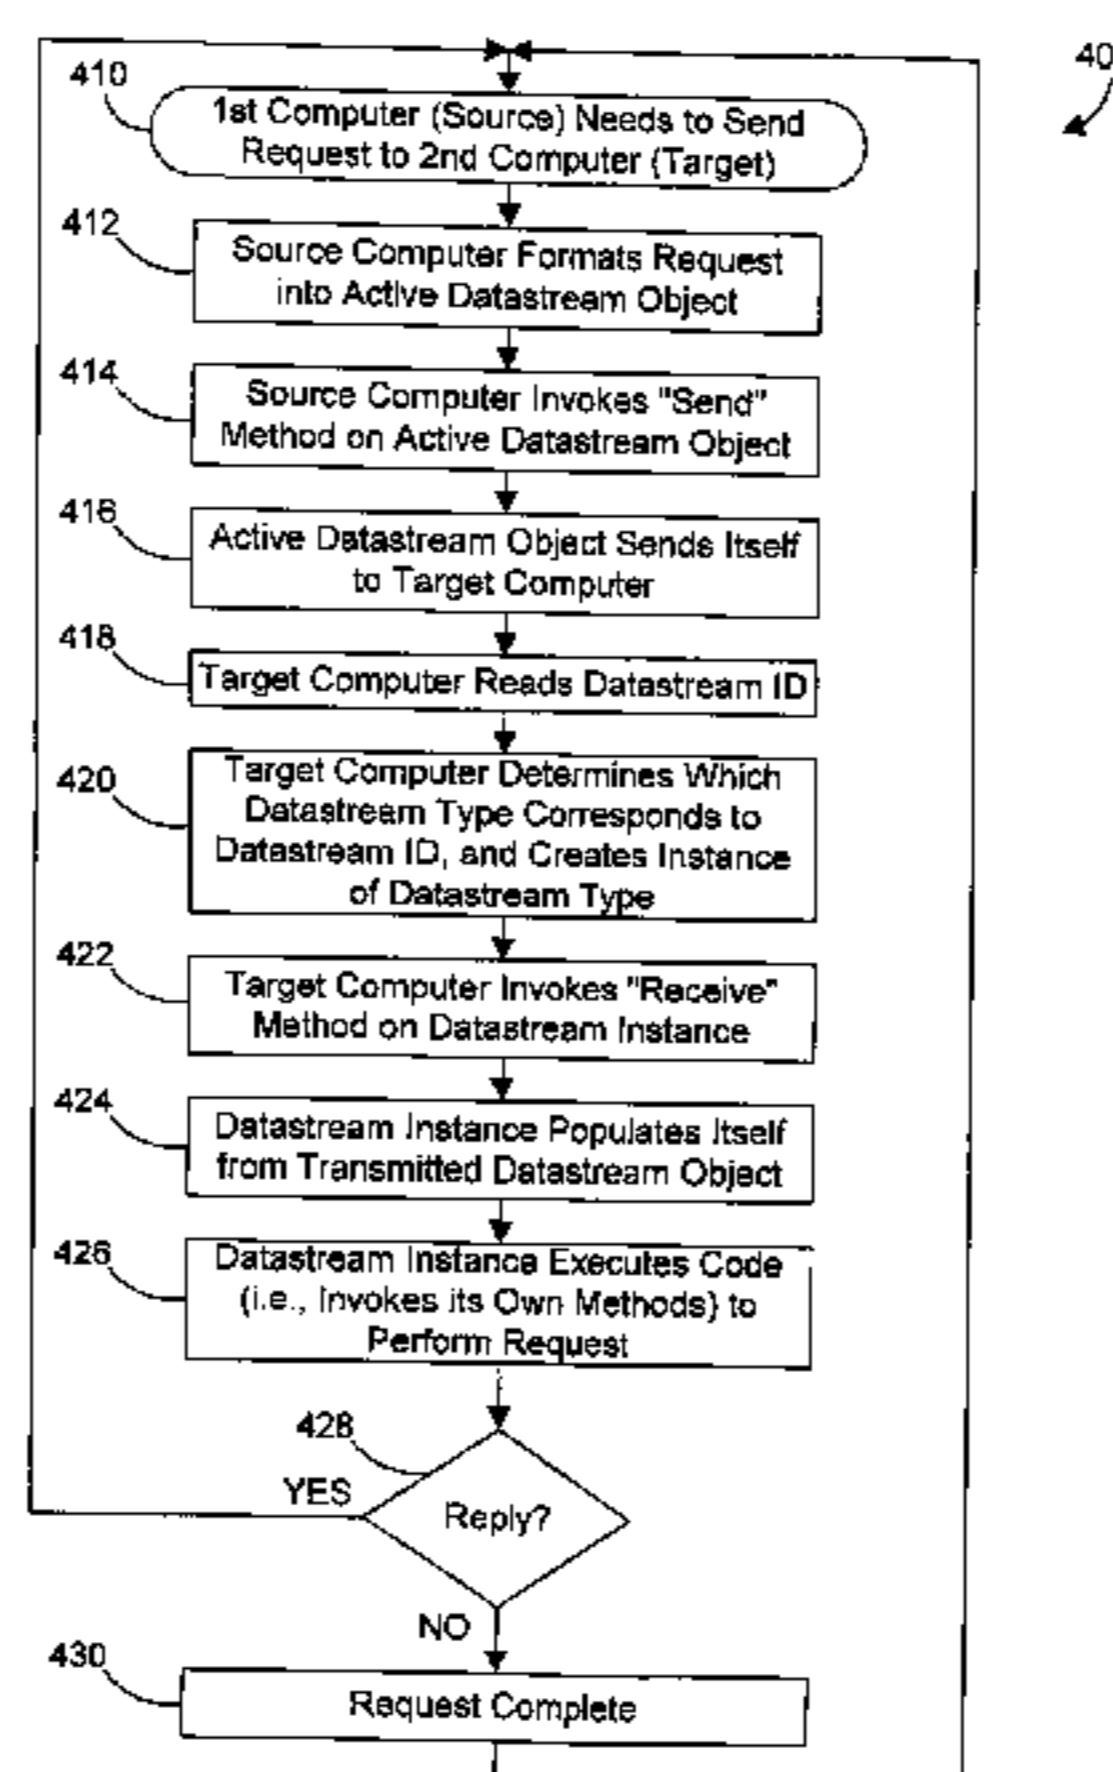 40
410
1st Computer (Source) Needs to Send
Request to 2nd Computer (Target)
412
Source Computer Formats Request
into Active Datastream Object
414
Source Computer Invokes "Send"
Method on Active Datastream Object
416
Active Datastream Object Sends Itself
to Target Computer
418
Target Computer Reads Datastream ID
420
Target Computer Determines Which
Datastream Type Corresponds to
Datastream ID, and Creates Instance
of Datastream Type
422
Target Computer Invokes "Receive"
Method on Datastream Instance
424
Datastream Instance Populates Itself
from Transmitted Datastream Object
426
Datastream Instance Executes Code
(i.e., Invokes its Own Methods) to
Perform Request
428
YES
Reply?
NO
430
Request Complete